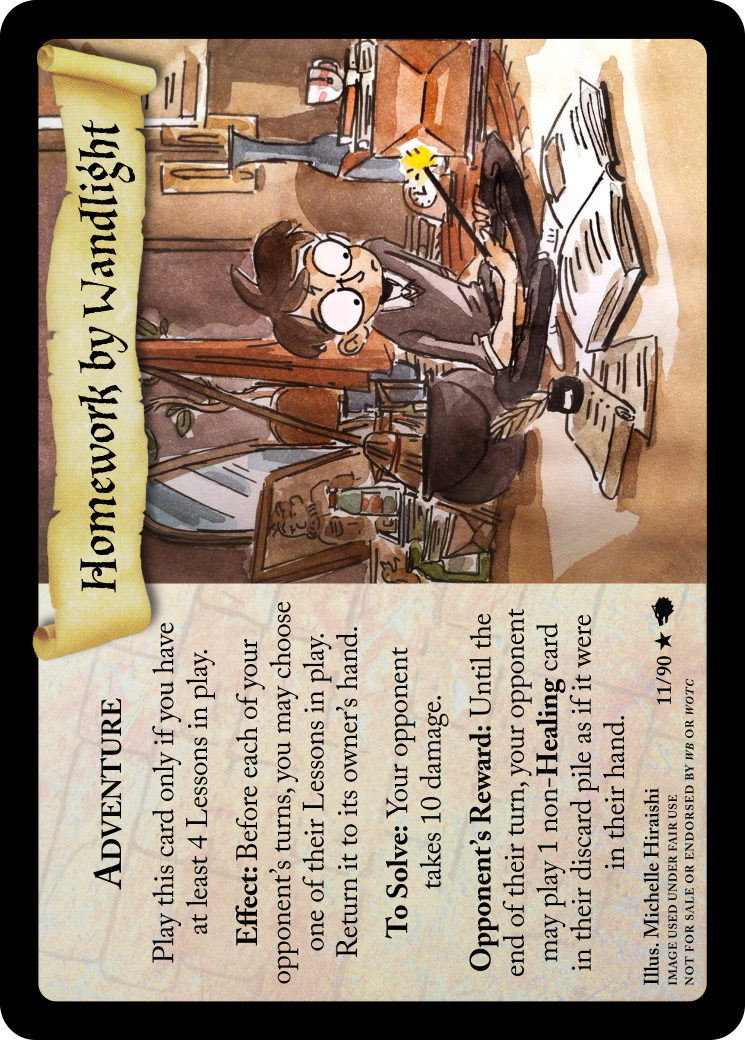 Homework by Wandlight
ADVENTURE
Play this card only if you have
at least 4 Lessons in play.
Effect: Before each of your
opponent's turns, you may choose
one of their Lessons in play.
Return it to its owner's hand.
To Solve: Your opponent
takes 10 damage.
Opponent's Reward: Until the
end of their turn, your opponent
may play 1 non-Healing card
in their discard pile as if it were
in their hand.
Illus. Michelle Hiraishi 11/90 ★
IMAGE USED UNDER FAIR USE
NOT FOR SALE OR ENDORSED BY WB OR WOTC